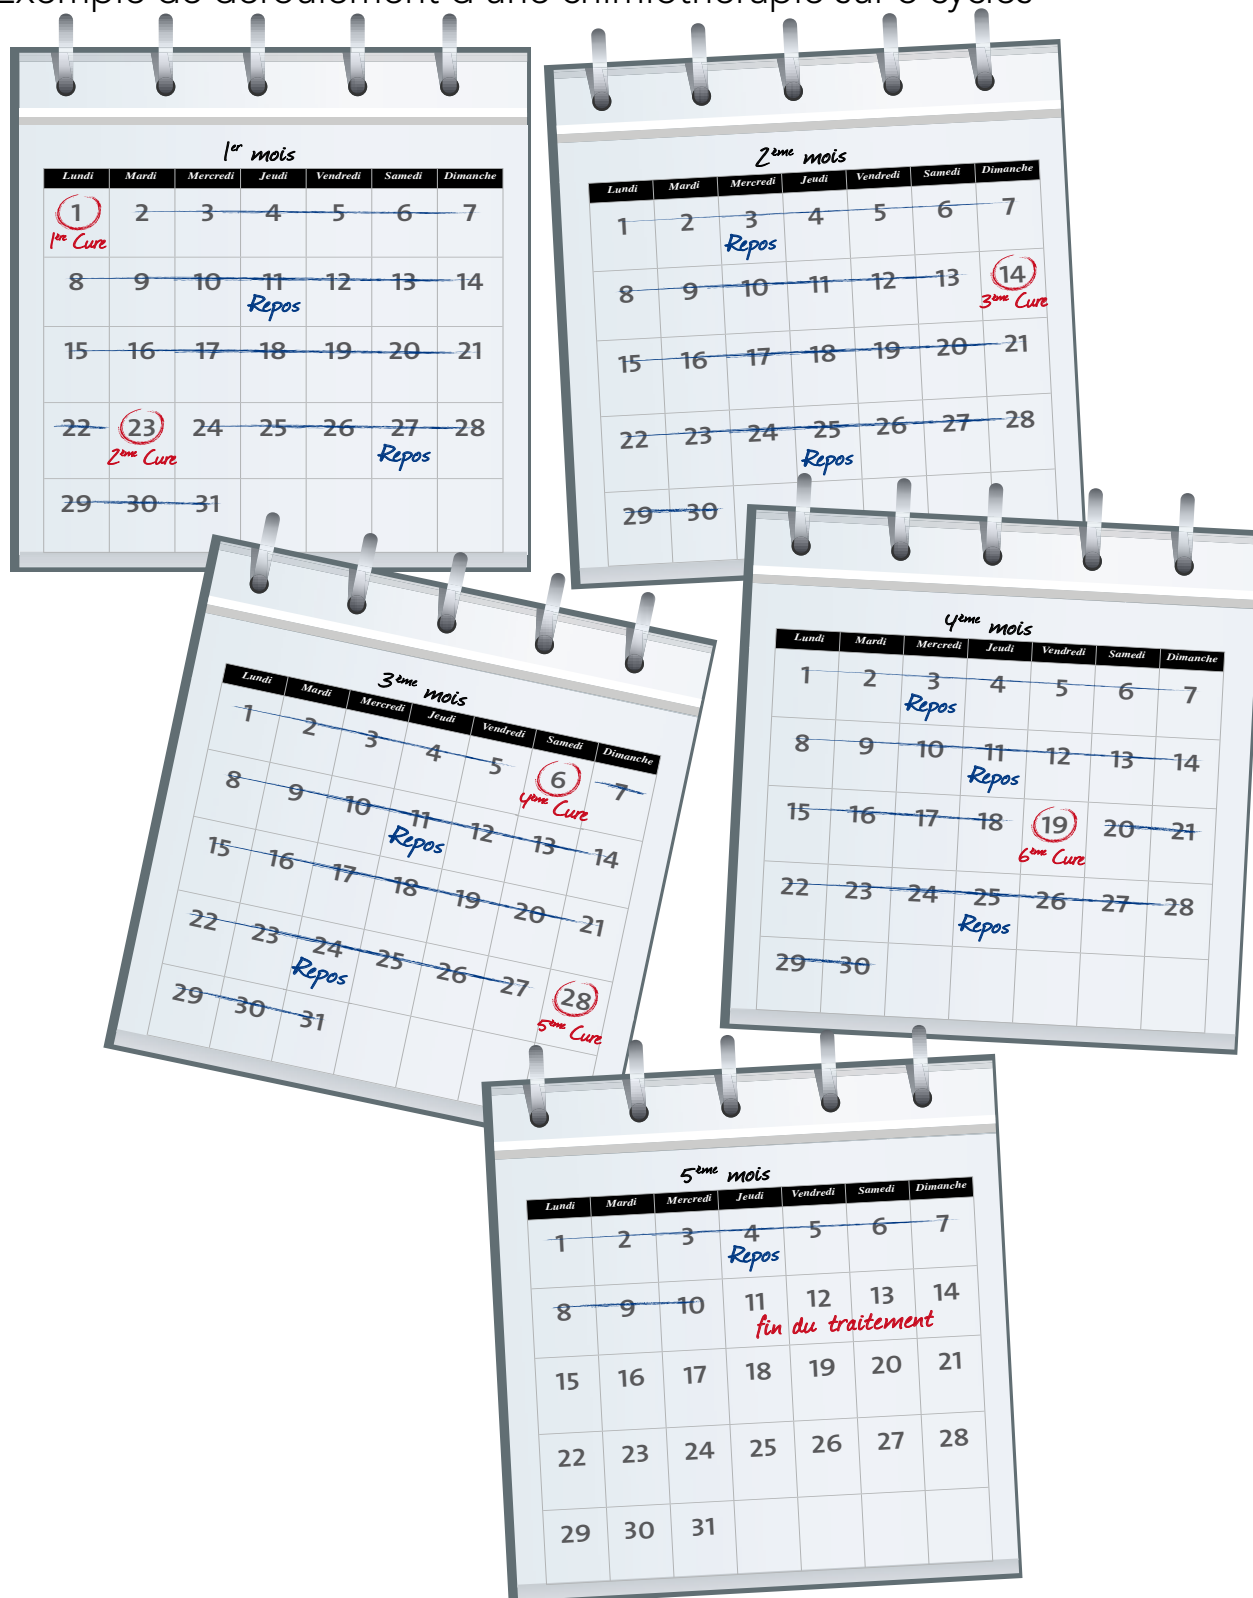 Exemple de déroulement d'une chimiothérapie sur 6 cycles
1er mois
Lundi Mardi Mercredi Jeudi Vendredi Samedi Dimanche
1 2 3 4 5 6 7
1ère Cure
8 9 10 11 12 13 14
Repos
15 16 17 18 19 20 21
22 23 24 25 26 27 28
2ème Cure Repos
29 30 31
2ème mois
Lundi Mardi Mercredi Jeudi Vendredi Samedi Dimanche
1 2 3 4 5 6 7
Repos
8 9 10 11 12 13 14
3ème Cure
15 16 17 18 19 20 21
22 23 24 25 26 27 28
Repos
29 30
3ème mois
Lundi Mardi Mercredi Jeudi Vendredi Samedi Dimanche
1 2 3 4 5 6 7
4ème Cure
8 9 10 11 12 13 14
Repos
15 16 17 18 19 20 21
22 23 24 25 26 27 28
Repos 5ème Cure
29 30 31
4ème mois
Lundi Mardi Mercredi Jeudi Vendredi Samedi Dimanche
1 2 3 4 5 6 7
Repos
8 9 10 11 12 13 14
Repos
15 16 17 18 19 20 21
6ème Cure
22 23 24 25 26 27 28
Repos
29 30
5ème mois
Lundi Mardi Mercredi Jeudi Vendredi Samedi Dimanche
1 2 3 4 5 6 7
Repos
8 9 10 11 12 13 14
fin du traitement
15 16 17 18 19 20 21
22 23 24 25 26 27 28
29 30 31